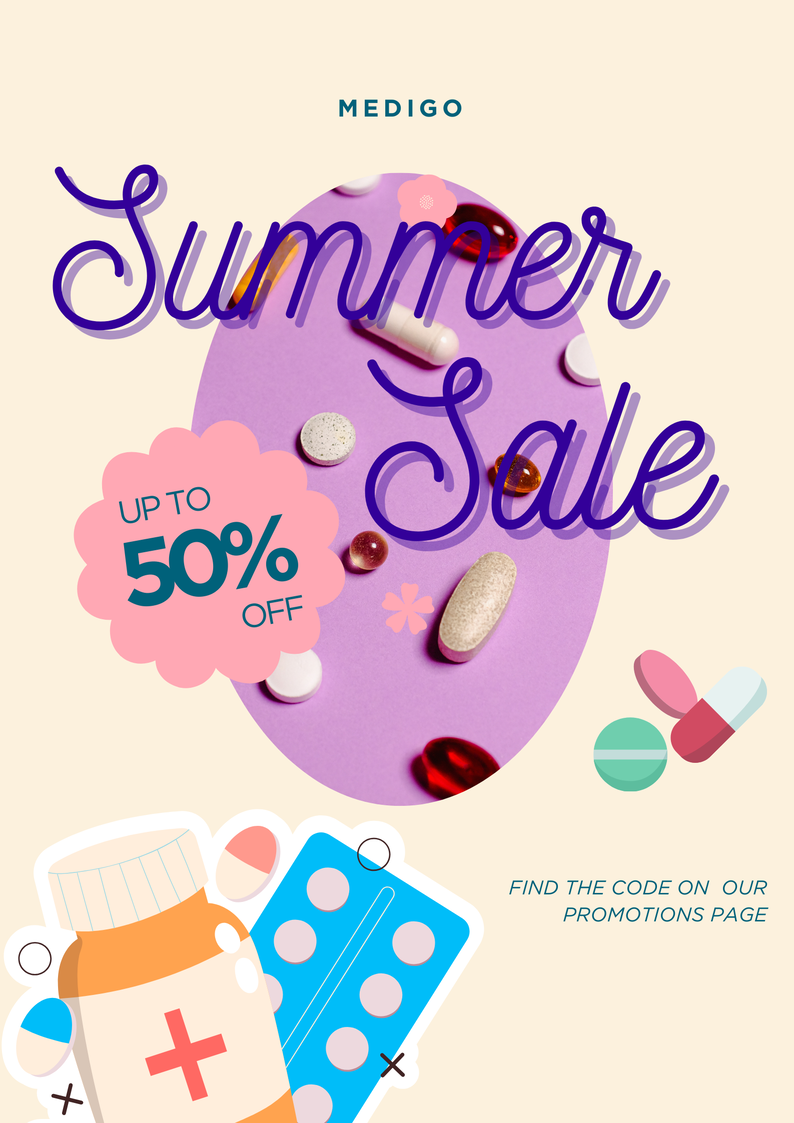 MEDIGO
Summer
Sale
UP TO
50%
OFF
FIND THE CODE ON  OUR
PROMOTIONS PAGE